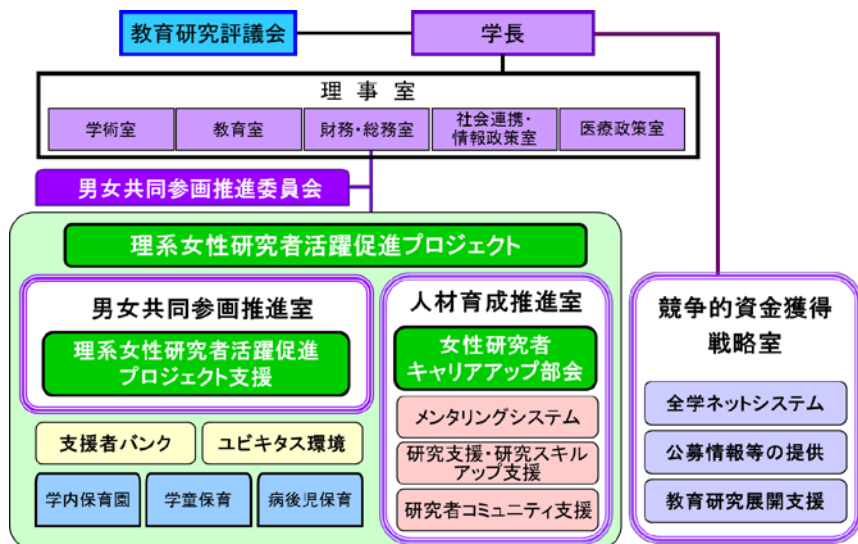 教育研究評議会
学長
理事室
学術室
教育室
財務・総務室
社会連携・
情報政策室
医療政策室
男女共同参画推進委員会
理系女性研究者活躍促進プロジェクト
男女共同参画推進室
理系女性研究者活躍促進
プロジェクト支援
支援者バンク
ユビキタス環境
学内保育園
学童保育
病後児保育
人材育成推進室
女性研究者
キャリアアップ部会
メンタリングシステム
研究支援・研究スキル
アップ支援
研究者コミュニティ支援
競争的資金獲得
戦略室
全学ネットシステム
公募情報等の提供
教育研究展開支援